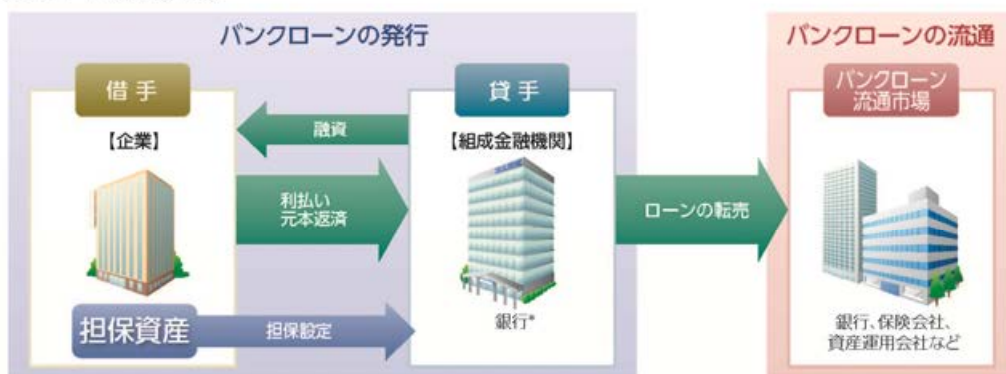 バンクローンの発行
借手
【企業】
融資
利払い
元本返済
担保資産
担保設定
貸手
【組成金融機関】
銀行*
ローンの転売
バンクローンの流通
バンクローン
流通市場
銀行、保険会社、
資産運用会社など